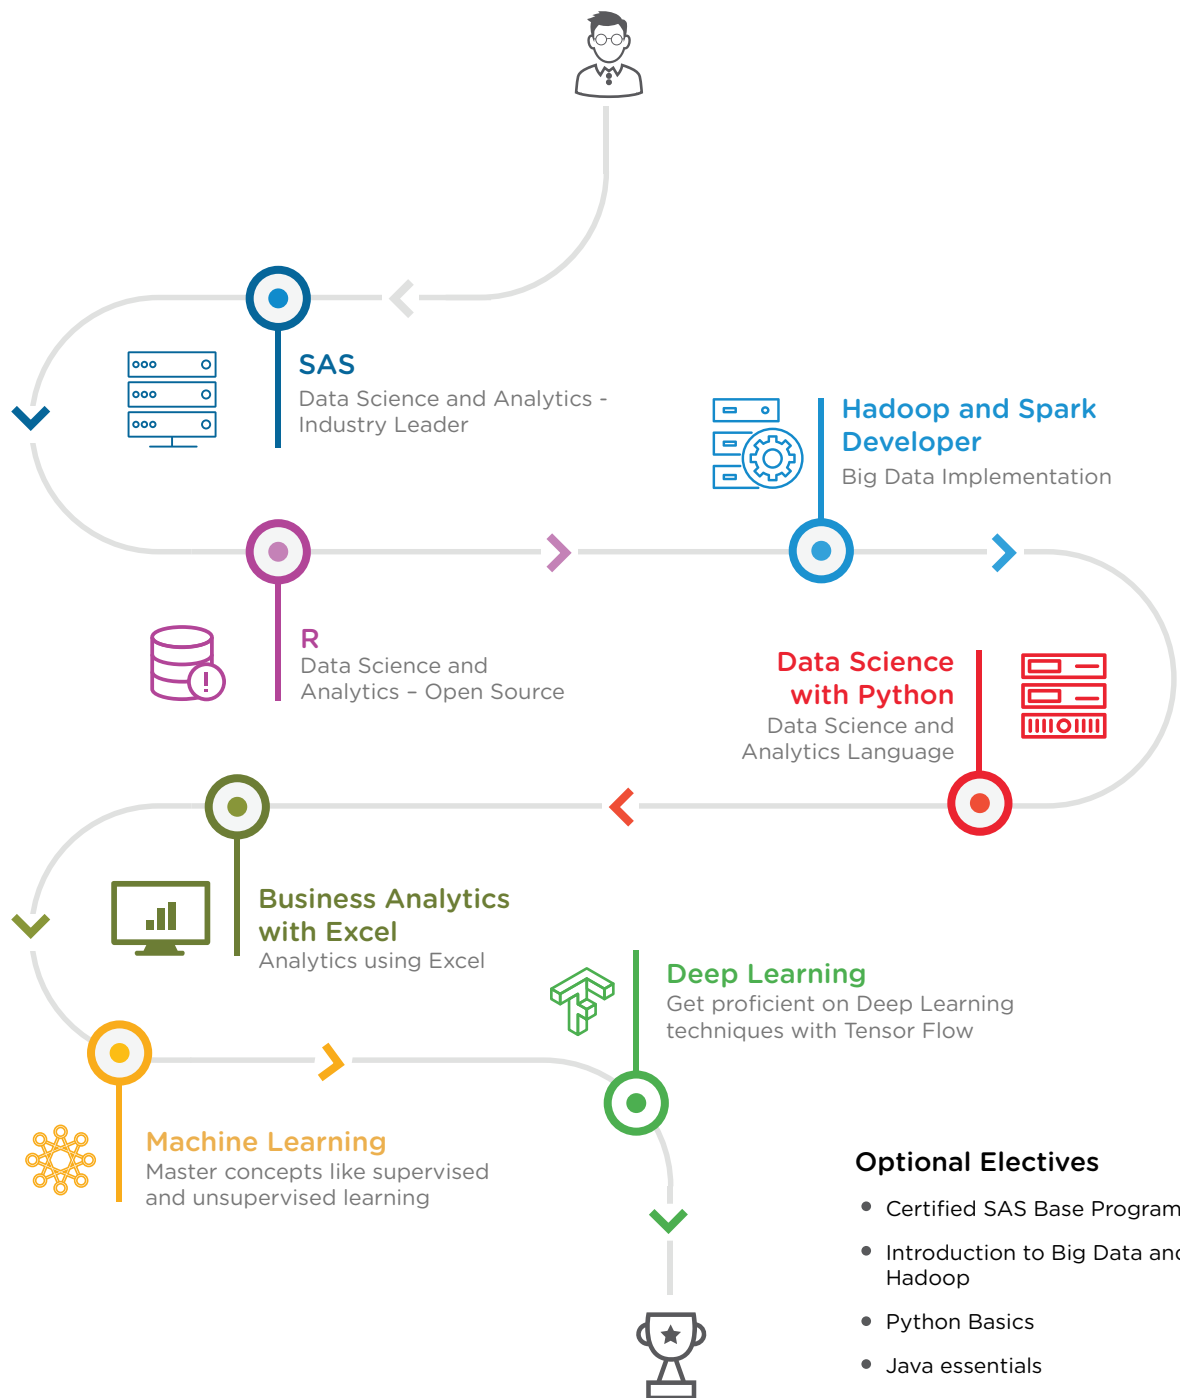 SAS
Data Science and Analytics -
Industry Leader
Hadoop and Spark
Developer
Big Data Implementation
R
Data Science and
Analytics – Open Source
Data Science
with Python
Data Science and
Analytics Language
Business Analytics
with Excel
Analytics using Excel
Deep Learning
Get proficient on Deep Learning
techniques with Tensor Flow
Machine Learning
Master concepts like supervised
and unsupervised learning
Optional Electives
• Certified SAS Base Program
• Introduction to Big Data and
Hadoop
• Python Basics
• Java essentials